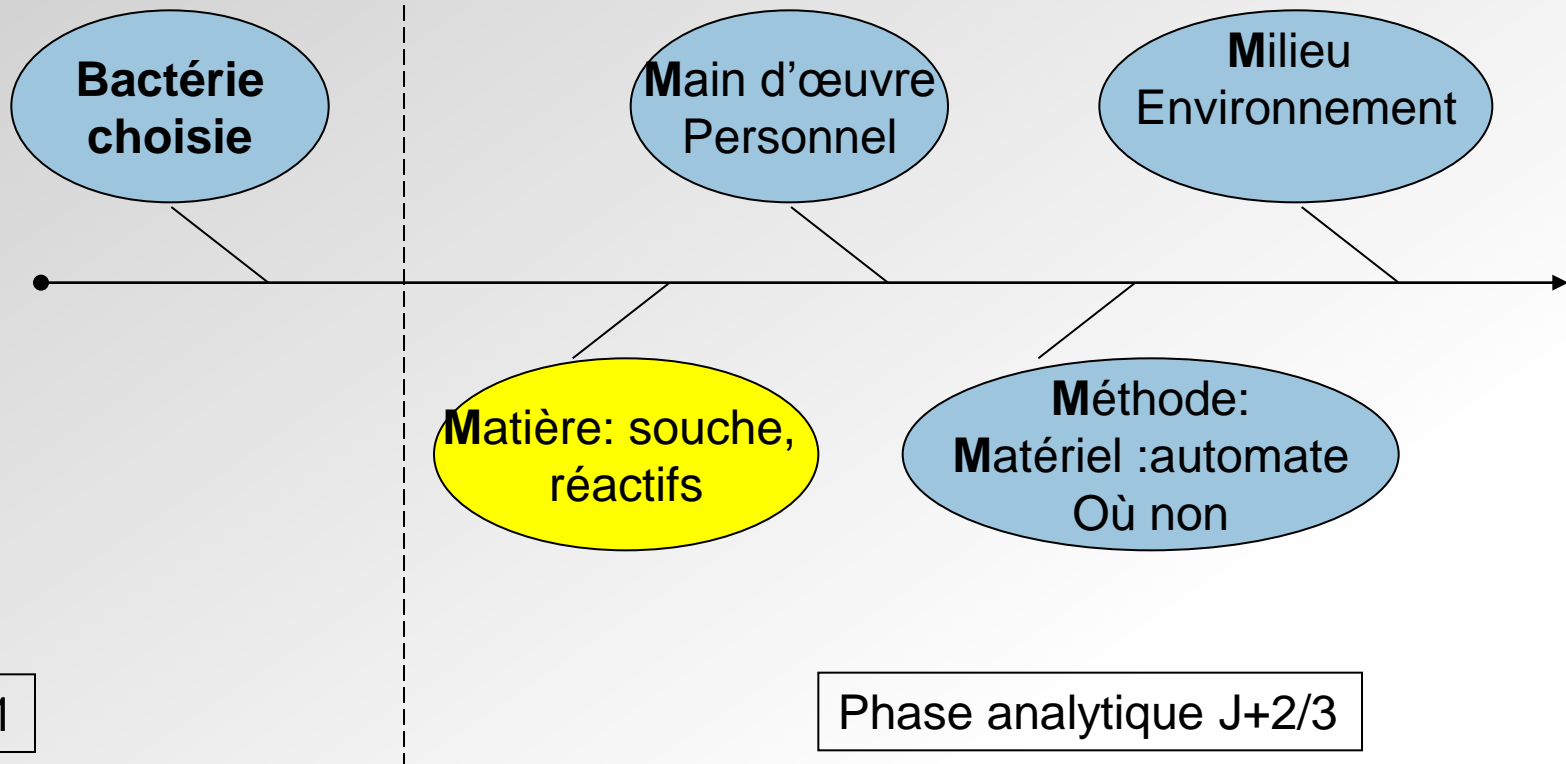 Bactérie
choisie
Main d'œuvre
Personnel
Milieu
Environnement
Matière: souche,
réactifs
Méthode:
Matériel :automate
Où non
1
Phase analytique J+2/3